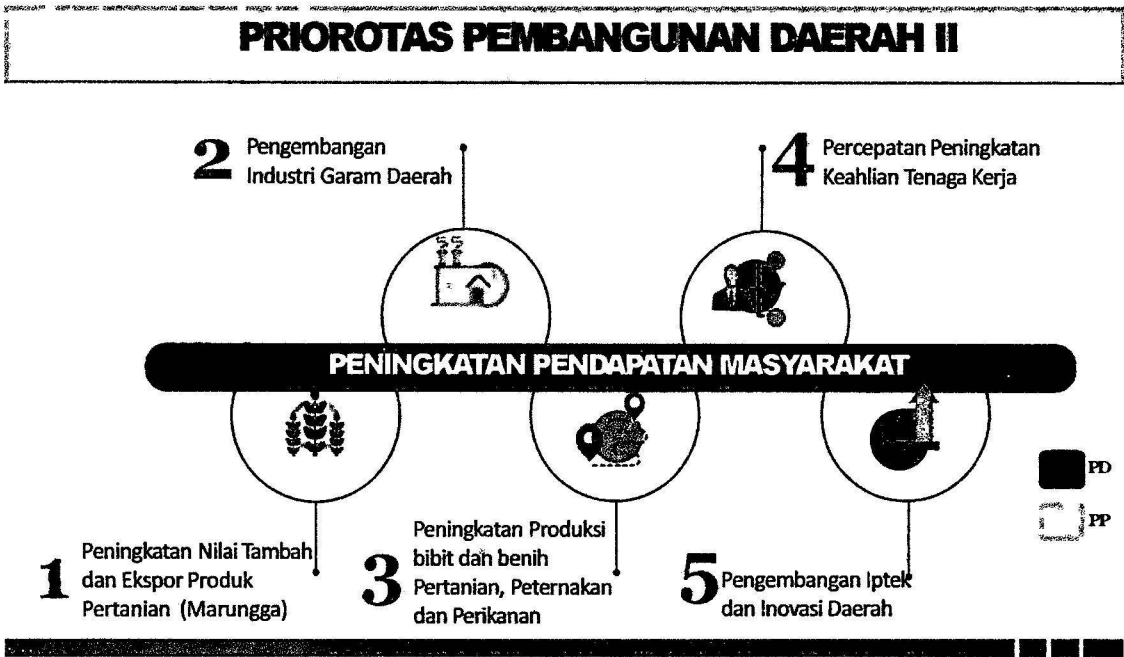 PRIOROTAS PEMBANGUNAN DAERAH II
2 Pengembangan
Industri Garam Daerah
4 Percepatan Peningkatan
Keahlian Tenaga Kerja
PENINGKATAN PENDAPATAN MASYARAKAT
PD
PP
1 Peningkatan Nilai Tambah
dan Ekspor Produk
Pertanian (Marungga)
3 Peningkatan Produksi
bibit dan benih
Pertanian, Peternakan
dan Perikanan
5 Pengembangan Iptek
dan Inovasi Daerah